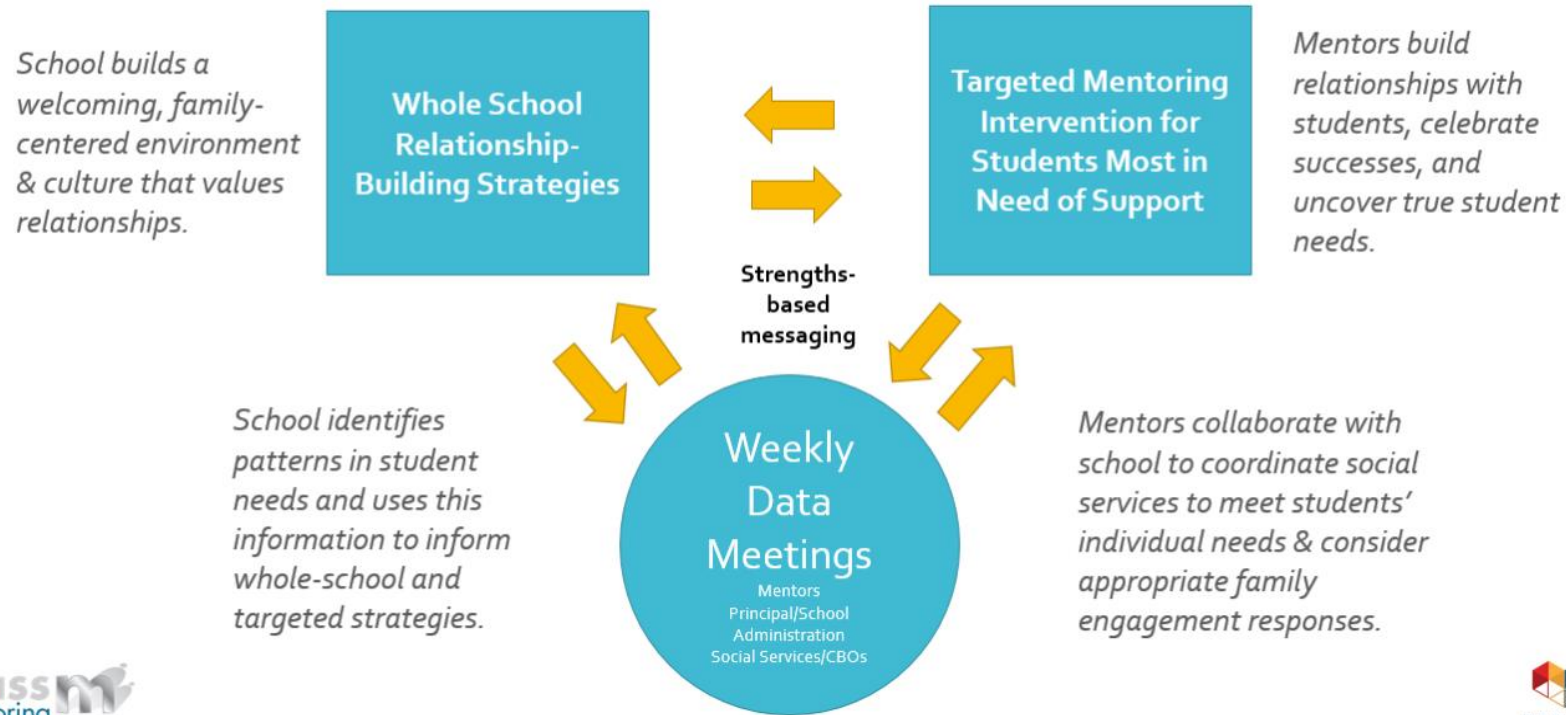 School builds a
welcoming, family-
centered environment
& culture that values
relationships.
Whole School
Relationship-
Building Strategies
Targeted Mentoring
Intervention for
Students Most in
Need of Support
Mentors build
relationships with
students, celebrate
successes, and
uncover true student
needs.
Strengths-
based
messaging
School identifies
patterns in student
needs and uses this
information to inform
whole-school and
targeted strategies.
Weekly
Data
Meetings
Mentors
Principal/School
Administration
Social Services/CBOs
Mentors collaborate with
school to coordinate social
services to meet students’
individual needs & consider
appropriate family
engagement responses.